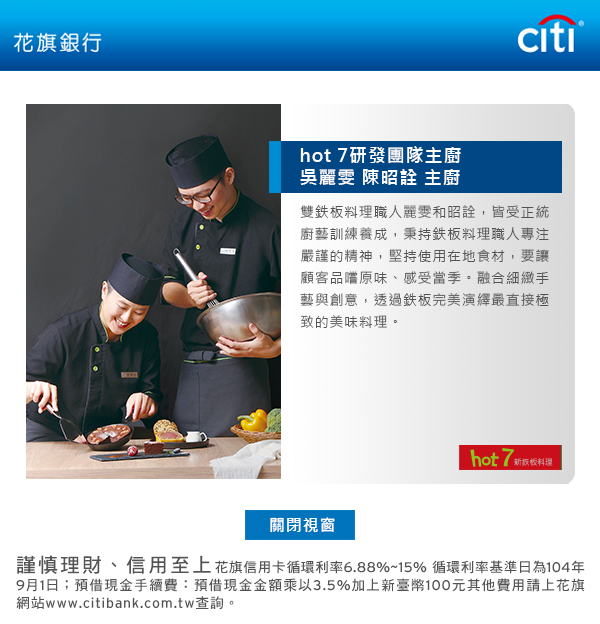 花旗銀行
citi®
hot 7研發團隊主廚
吳麗雯 陳昭詮 主廚
雙鉄板料理職人麗雯和昭詮,皆受正統
廚藝訓練養成,秉持鉄板料理職人專注
嚴謹的精神,堅持使用在地食材,要讓
顧客品嚐原味、感受當季。融合細緻手
藝與創意,透過鉄板完美演繹最直接極
致的美味料理。
hot 7 新鉄板料理
關閉視窗
謹慎理財、信用至上花旗信用卡循環利率6.88%~15% 循環利率基準日為104年
9月1日;預借現金手續費:預借現金金額乘以3.5%加上新臺幣100元其他費用請上花旗
網站www.citibank.com.tw查詢。